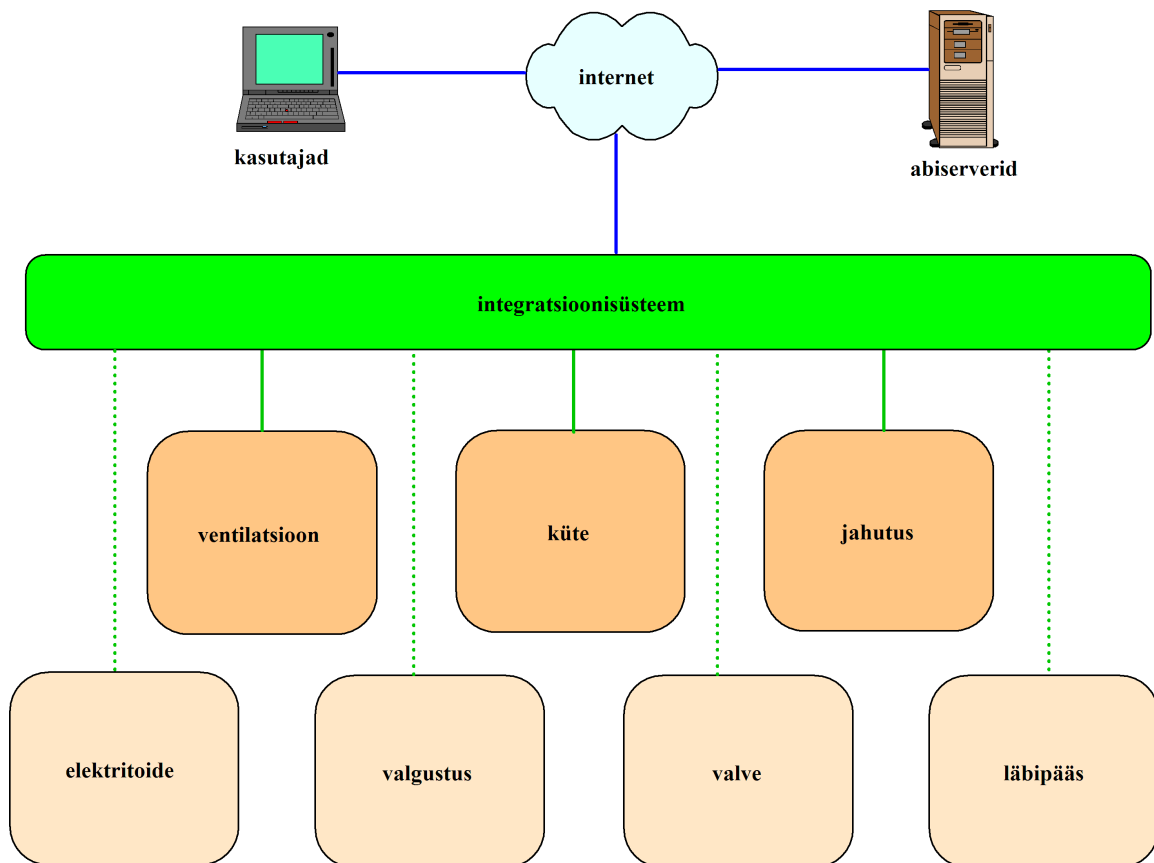 internet
kasutajad
abiserverid
integratsioonisüsteem
ventilatsioon
küte
jahutus
elektritoide
valgustus
valve
läbipääs